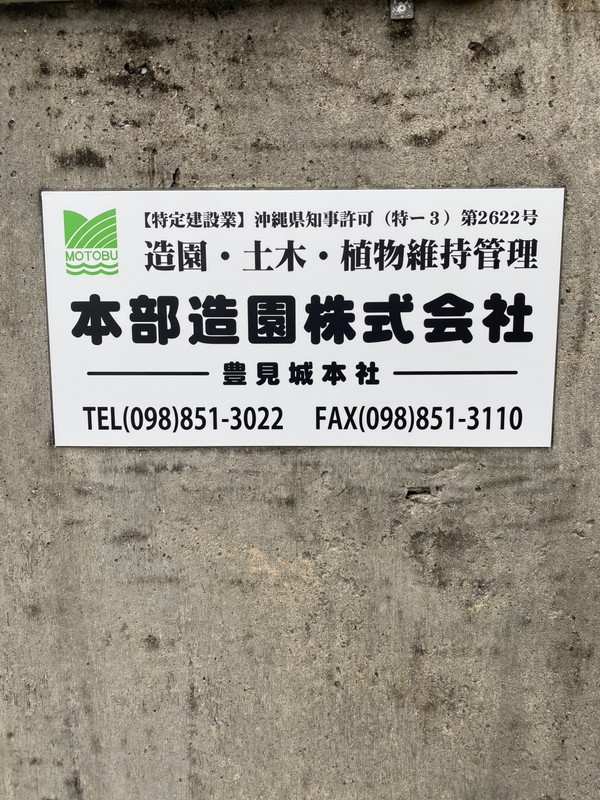 MOTOBU
【特定建設業】沖縄県知事許可（特ー３）第2622号
造園・土木・植物維持管理
本部造園株式会社
豊見城本社
TEL(098)851-3022 FAX(098)851-3110